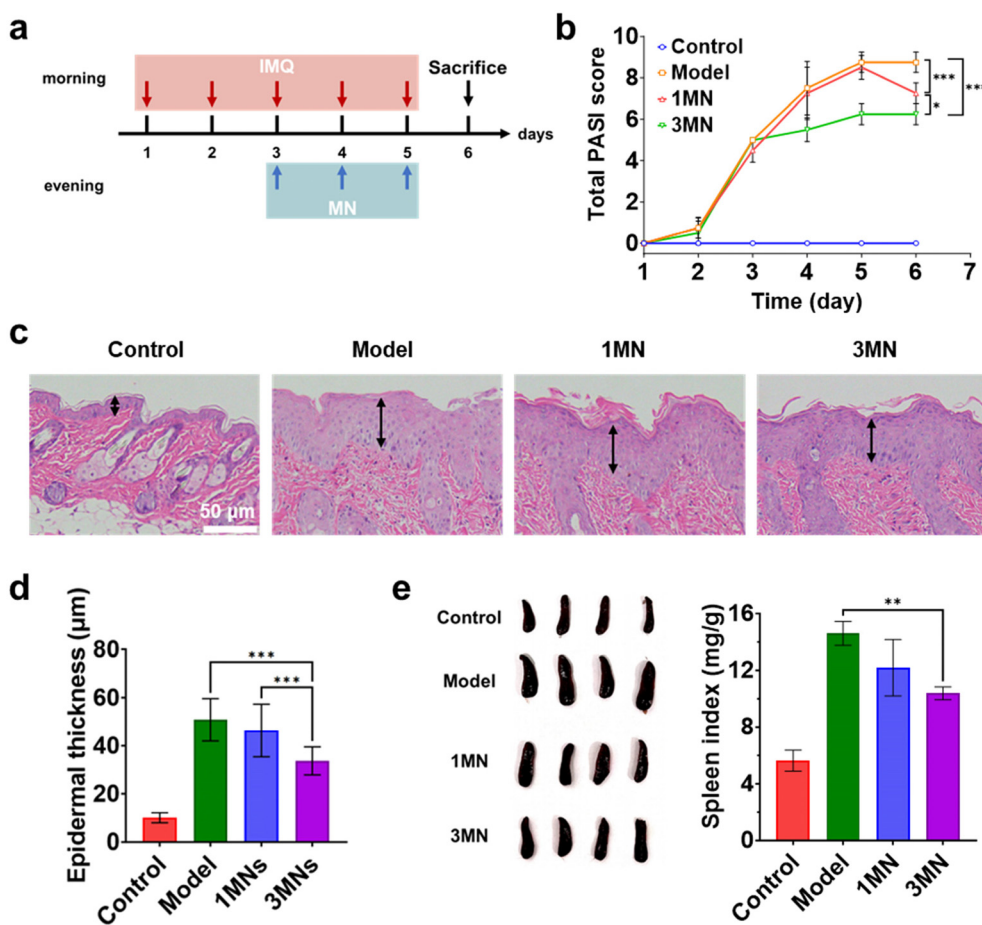 a
morning
IMQ
Sacrifice
1 2 3 4 5 6 days
evening
MN
b
Total PASI score
10
8
6
4
2
0
Control
Model
1MN
3MN
***
*
1 2 3 4 5 6 7
Time (day)
c
Control Model 1MN 3MN
50 μm
d
Epidermal thickness (μm)
80
60
40
20
0
***
***
Control Model 1MNs 3MNs
e
Control
Model
1MN
3MN
Spleen index (mg/g)
16
12
8
4
0
**
Control Model 1MN 3MN